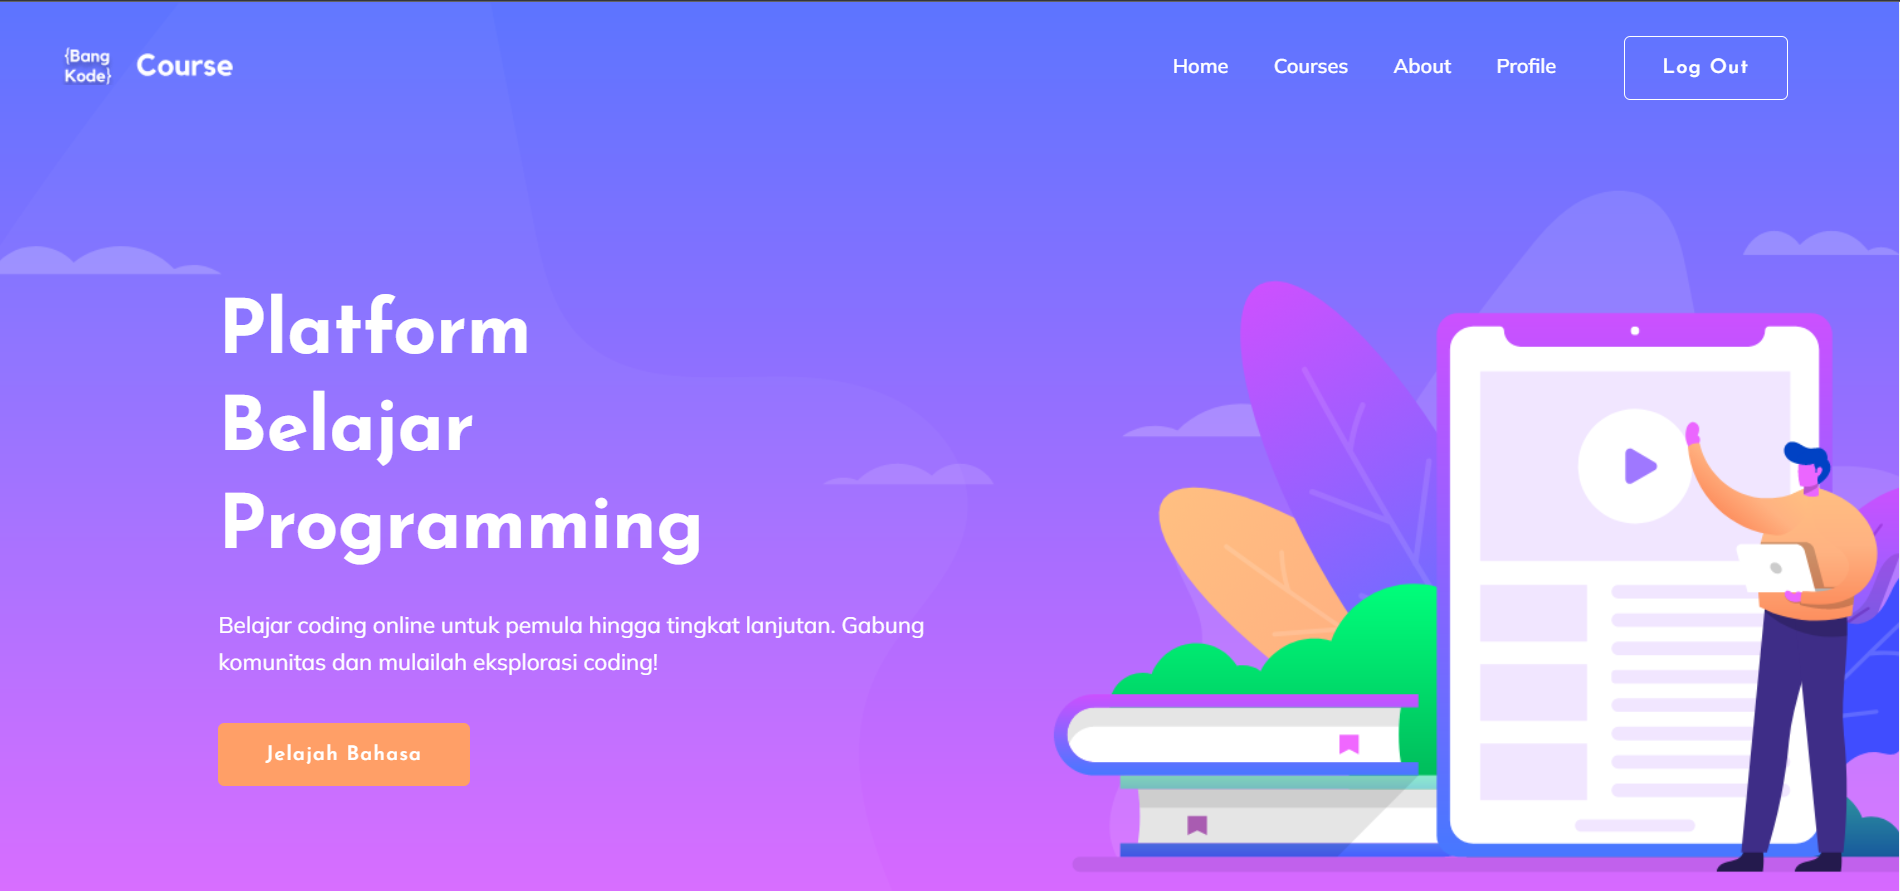 {Bang
Kode}
Course
Home
Courses
About
Profile
Log Out
Platform
Belajar
Programming
Belajar coding online untuk pemula hingga tingkat lanjutan. Gabung
komunitas dan mulailah eksplorasi coding!
Jelajah Bahasa